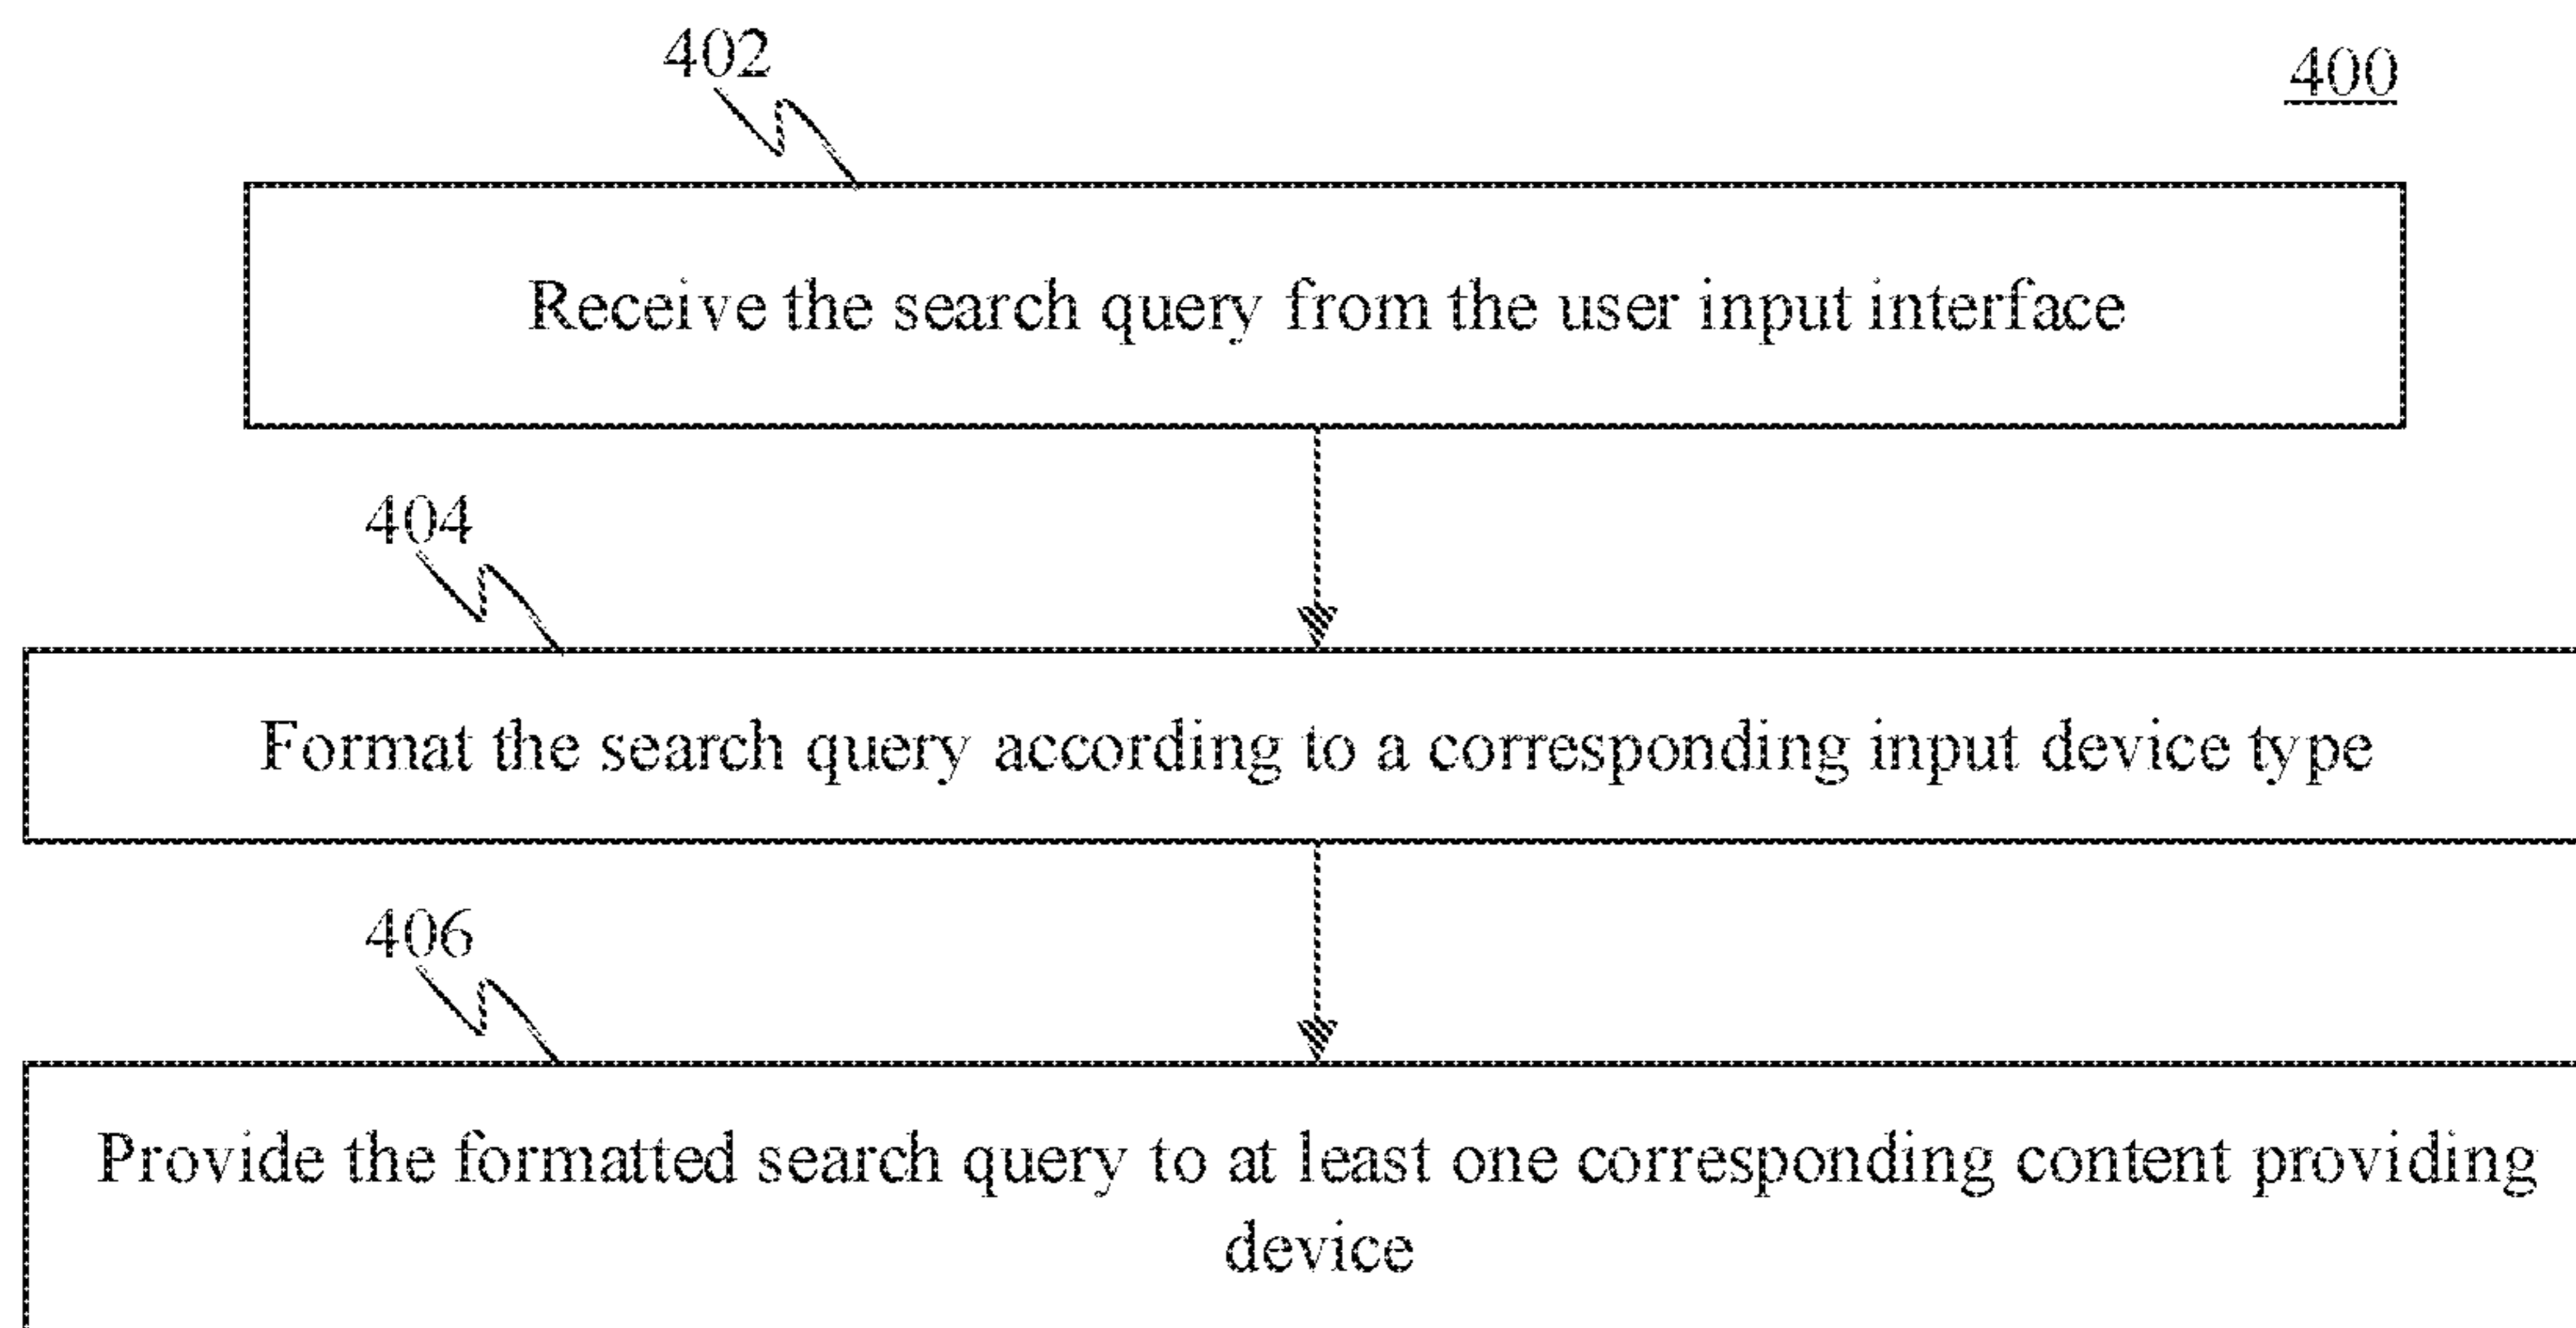 402
400
Receive the search query from the user input interface
404
Format the search query according to a corresponding input device type
406
Provide the formatted search query to at least one corresponding content providing
device